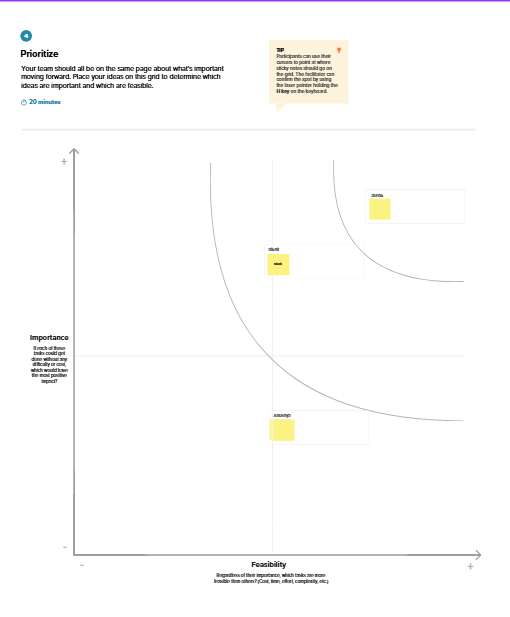 4
Prioritize
Your team should all be on the same page about what's important
moving forward. Place your ideas on this grid to determine which
ideas are important and which are feasible.
20 minutes
TIP
Participants can use their
cursors to point at where
sticky notes should go on
the grid. The facilitator can
confirm the spot by using
the laser pointer holding the
H key on the keyboard.
+
Importance
If each of these
tasks could get
done without any
difficulty or cost,
which would have
the most positive
impact?
-
-
Feasibility
+
Regardless of their importance, which tasks are more
feasible than others? (Cost, time, effort, complexity, etc.)